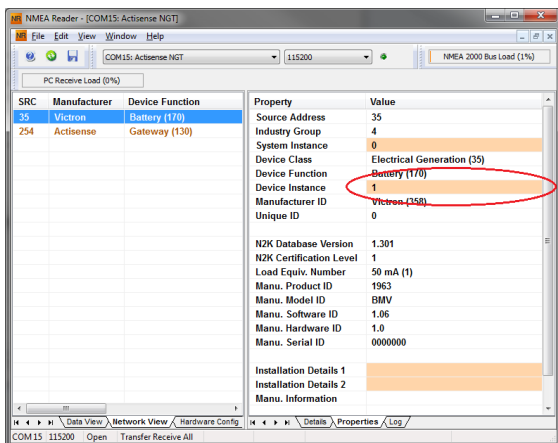 NMEA Reader - [COM15: Actisense NGT]
File Edit View Window Help
COM15: Actisense NGT 115200 NMEA 2000 Bus Load (1%)
PC Receive Load (0%)
SRC Manufacturer Device Function
35 Victron Battery (170)
254 Actisense Gateway (130)
Property Value
Source Address 35
Industry Group 4
System Instance 0
Device Class Electrical Generation (35)
Device Function Battery (170)
Device Instance 1
Manufacturer ID Victron (358)
Unique ID 0
N2K Database Version 1.301
N2K Certification Level 1
Load Equiv. Number 50 mA (1)
Manu. Product ID 1963
Manu. Model ID BMV
Manu. Software ID 1.06
Manu. Hardware ID 1.0
Manu. Serial ID 0000000
Installation Details 1
Installation Details 2
Manu. Information
Data View Network View Hardware Config
Details Properties Log
COM15 115200 Open Transfer Receive All